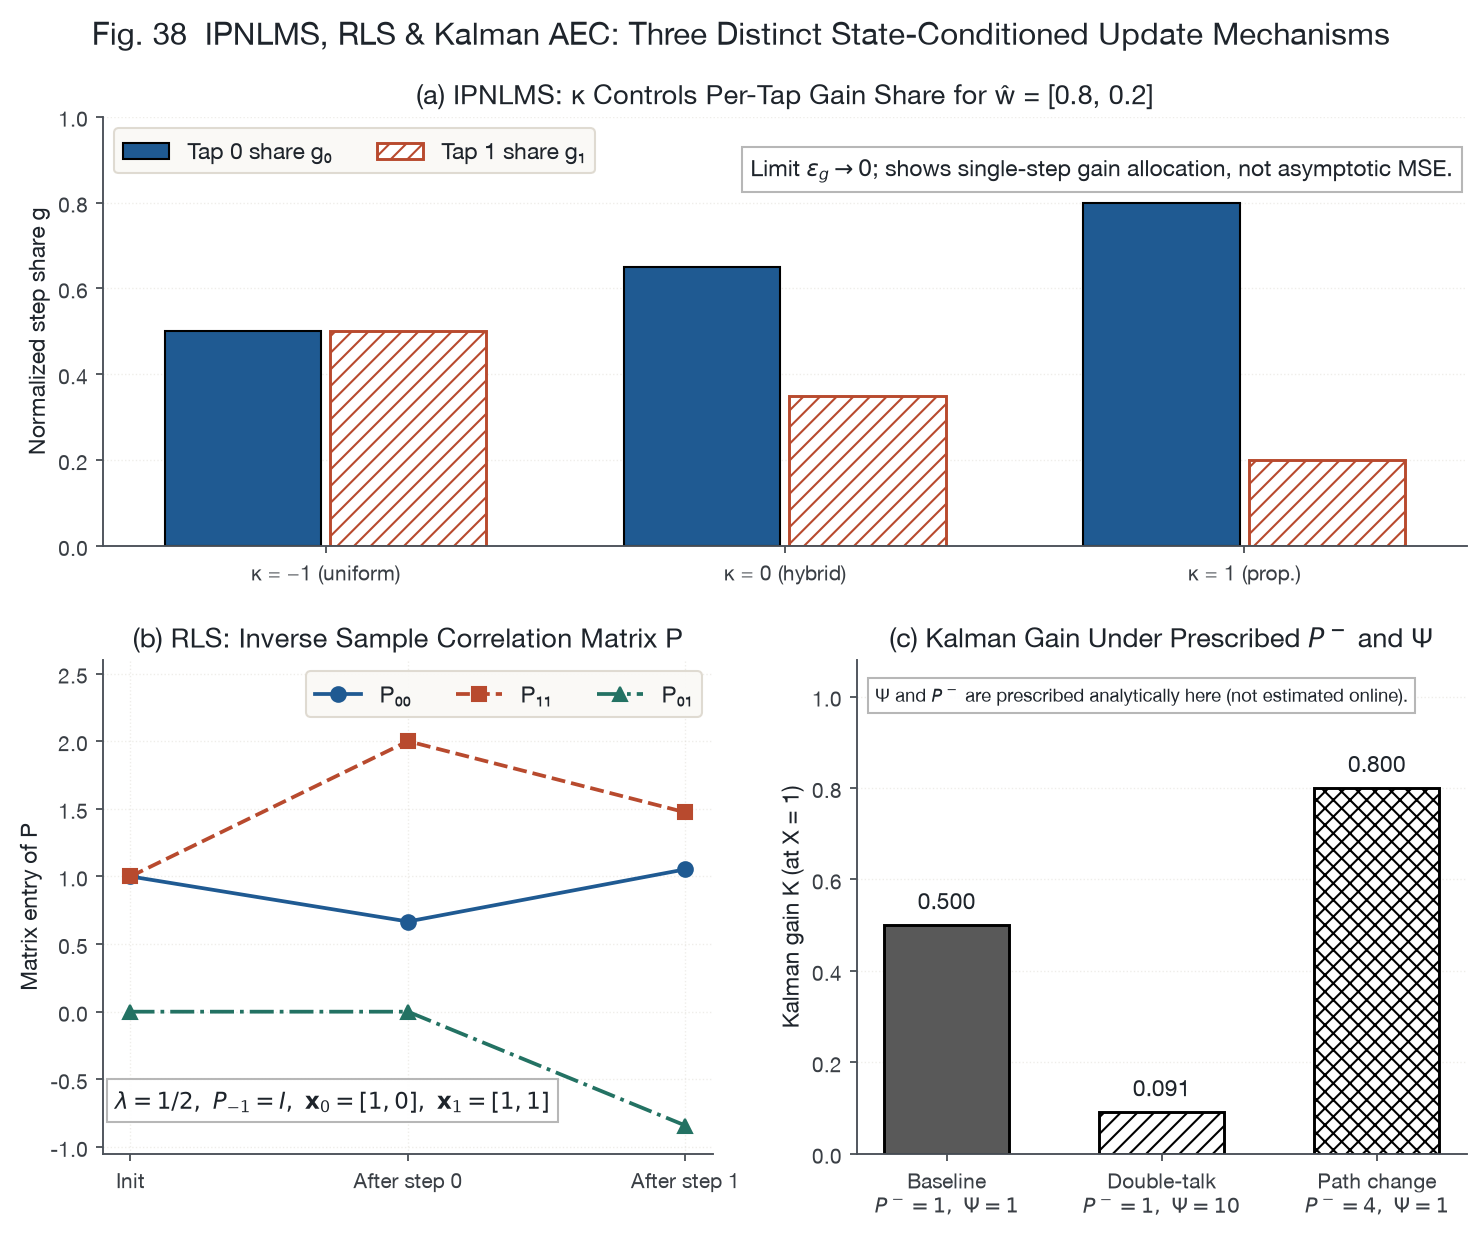 Fig. 38 IPNLMS, RLS & Kalman AEC: Three Distinct State-Conditioned Update Mechanisms
(a) IPNLMS: κ Controls Per-Tap Gain Share for ŵ = [0.8, 0.2]
Normalized step share g
1.0
0.8
0.6
0.4
0.2
0.0
Tap 0 share g₀
Tap 1 share g₁
Limit ε_g → 0; shows single-step gain allocation, not asymptotic MSE.
κ = −1 (uniform)
κ = 0 (hybrid)
κ = 1 (prop.)
(b) RLS: Inverse Sample Correlation Matrix P
Matrix entry of P
2.5
2.0
1.5
1.0
0.5
0.0
-0.5
-1.0
P₀₀
P₁₁
P₀₁
λ = 1/2, P₋₁ = I, x₀ = [1, 0], x₁ = [1, 1]
Init
After step 0
After step 1
(c) Kalman Gain Under Prescribed P⁻ and Ψ
Kalman gain K (at X = 1)
1.0
0.8
0.6
0.4
0.2
0.0
Ψ and P⁻ are prescribed analytically here (not estimated online).
0.500
0.091
0.800
Baseline
P⁻ = 1, Ψ = 1
Double-talk
P⁻ = 1, Ψ = 10
Path change
P⁻ = 4, Ψ = 1